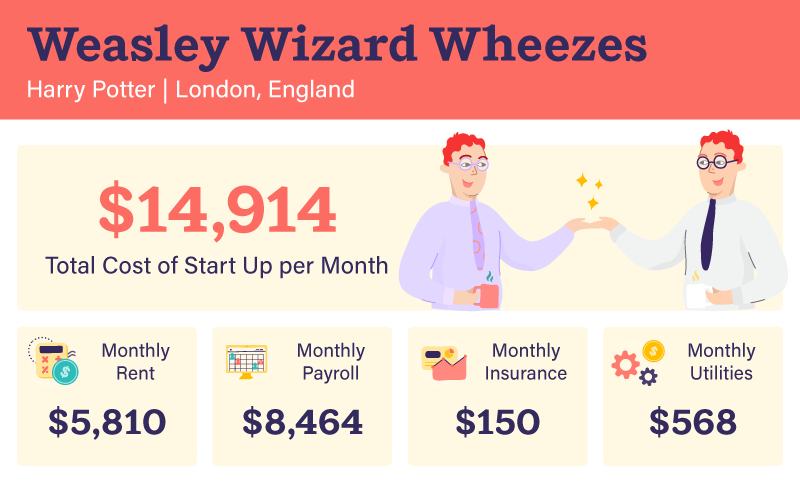 Weasley Wizard Wheezes
Harry Potter | London, England
$14,914
Total Cost of Start Up per Month
Monthly
Rent
$5,810
Monthly
Payroll
$8,464
Monthly
Insurance
$150
Monthly
Utilities
$568